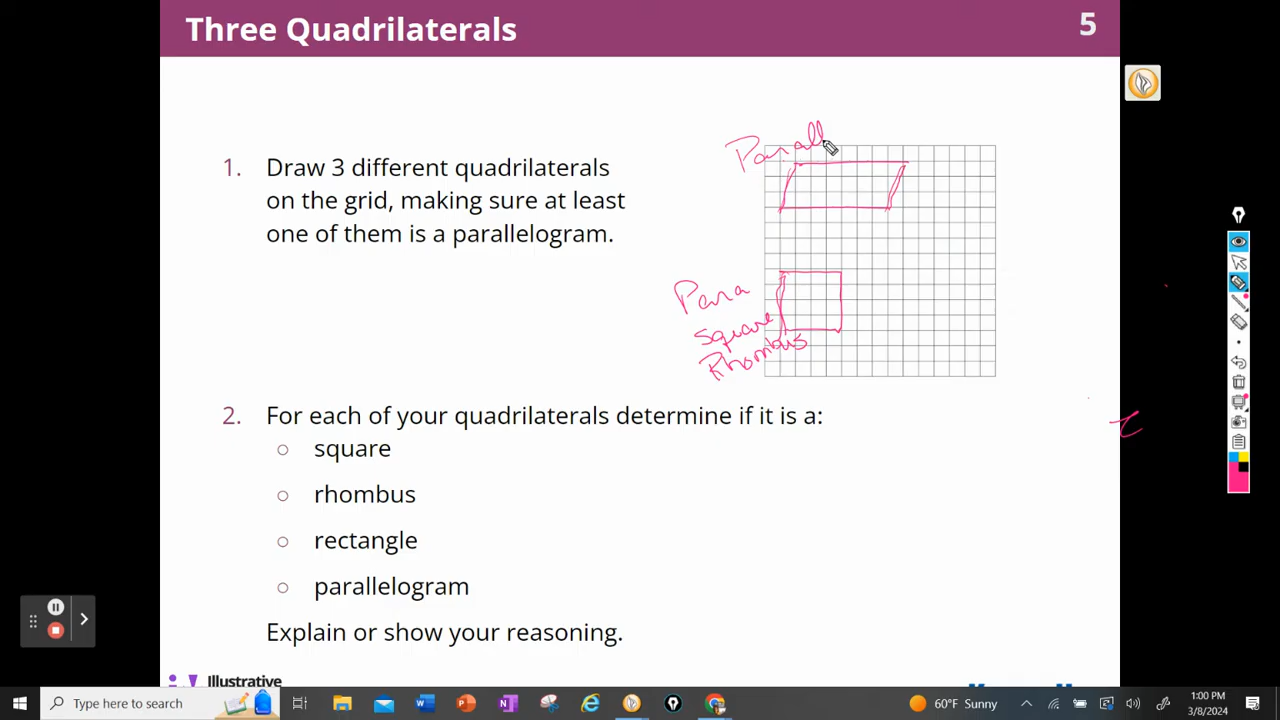 Three Quadrilaterals
5
1. Draw 3 different quadrilaterals
on the grid, making sure at least
one of them is a parallelogram.
Parall
Para
square
Rhombus
2. For each of your quadrilaterals determine if it is a:
○ square
○ rhombus
○ rectangle
○ parallelogram
Explain or show your reasoning.
Illustrative
Type here to search
60°F Sunny
1:00 PM
3/8/2024